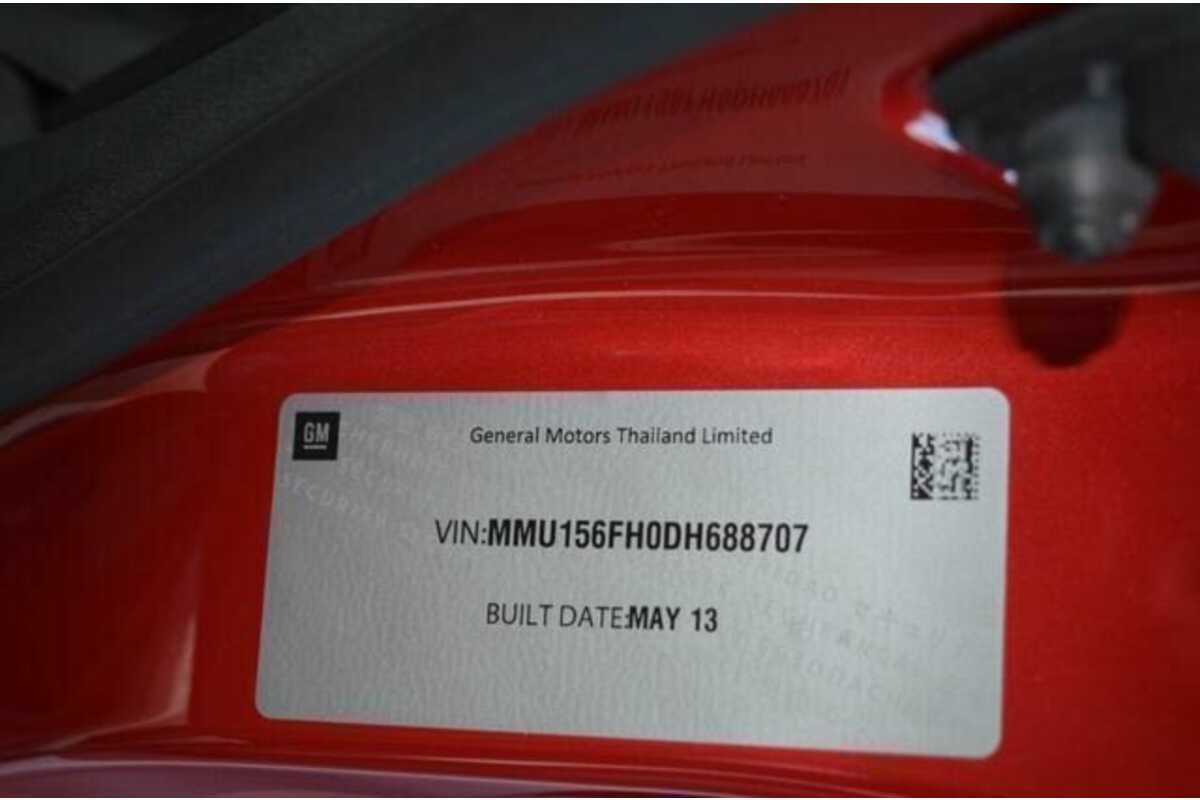 GM
General Motors Thailand Limited
VIN:MMU156FH0DH688707
BUILT DATE:MAY 13